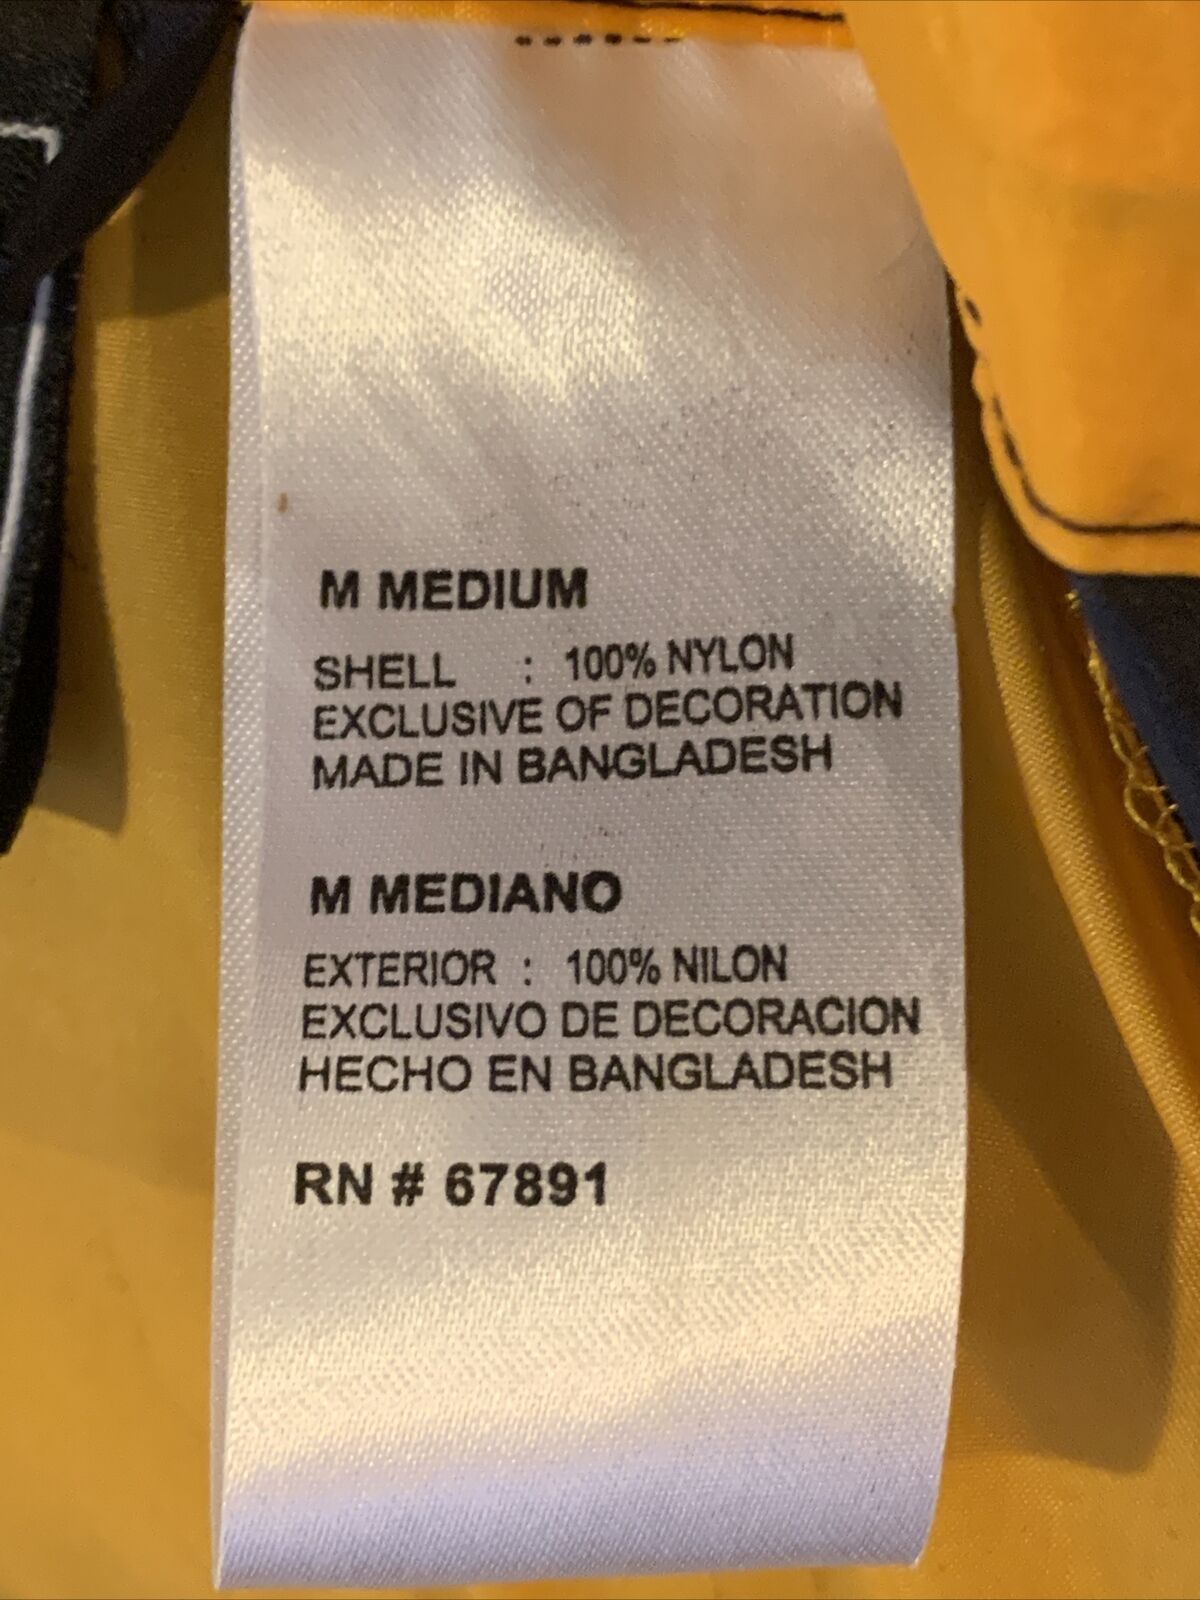 M MEDIUM
SHELL : 100% NYLON
EXCLUSIVE OF DECORATION
MADE IN BANGLADESH
M MEDIANO
EXTERIOR : 100% NILON
EXCLUSIVO DE DECORACION
HECHO EN BANGLADESH
RN # 67891